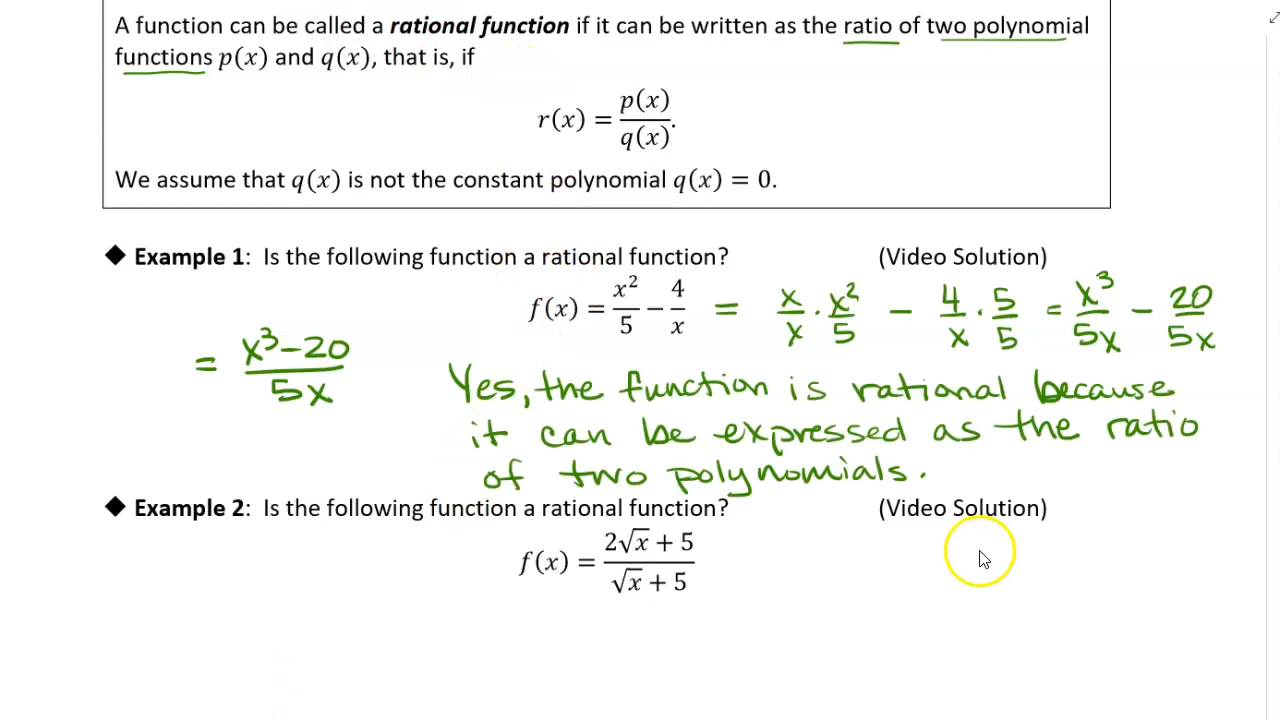 A function can be called a rational function if it can be written as the ratio of two polynomial
functions p(x) and q(x), that is, if
r(x) = p(x)/q(x).
We assume that q(x) is not the constant polynomial q(x) = 0.
◆ Example 1: Is the following function a rational function? (Video Solution)
f(x) = x²/5 − 4/x = x/x · x²/5 − 4/x · 5/5 = x³/5x − 20/5x
= x³−20/5x
Yes, the function is rational because
it can be expressed as the ratio
of two polynomials.
◆ Example 2: Is the following function a rational function? (Video Solution)
f(x) = 2√x + 5/√x + 5